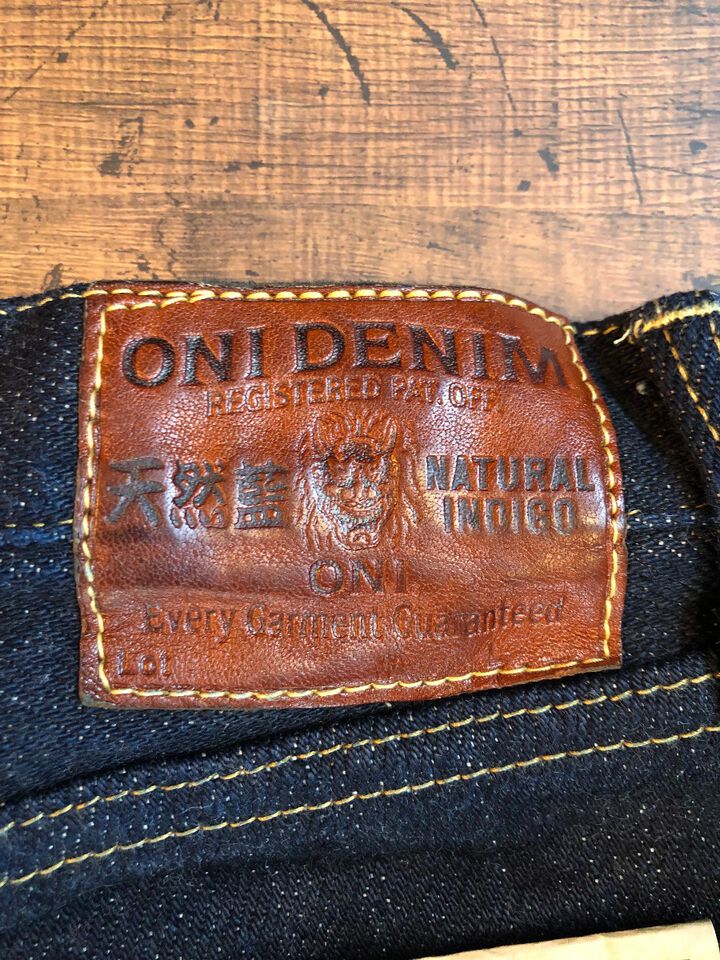 ONI DENIM
REGISTERED PAT. OFF.
天然藍 NATURAL INDIGO
ONI
Every Garment Guaranteed
Lot L